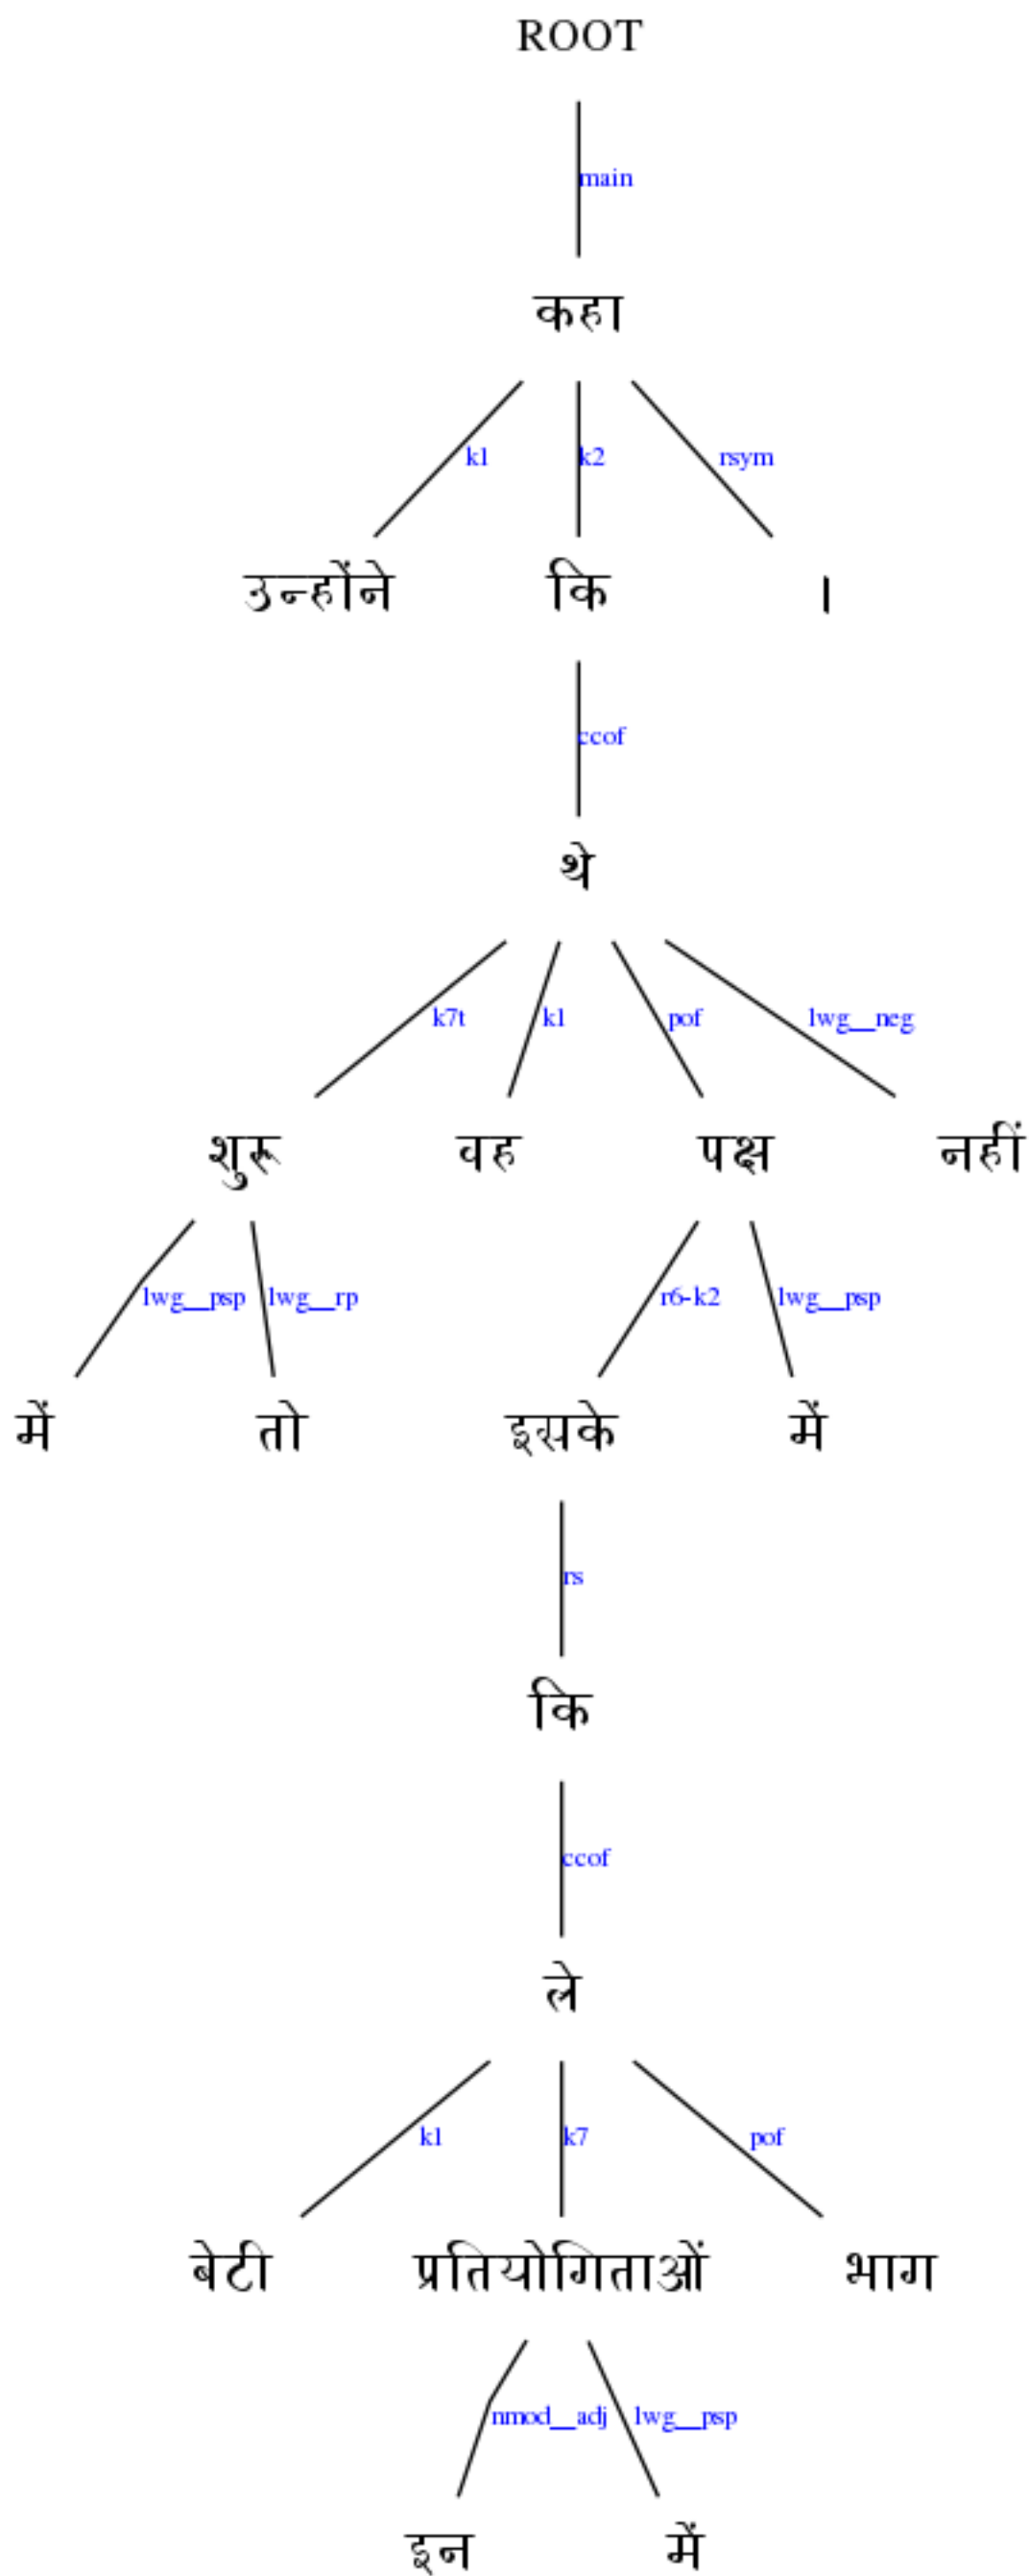 ROOT
main
कहा
k1 k2 rsym
उन्होंने कि ।
ccof
थे
k7t k1 pof lwg__neg
शुरू वह पक्ष नहीं
lwg__psp lwg__rp r6-k2 lwg__psp
में तो इसके में
rs
कि
ccof
ले
k1 k7 pof
बेटी प्रतियोगिताओं भाग
nmod__adj lwg__psp
इन में